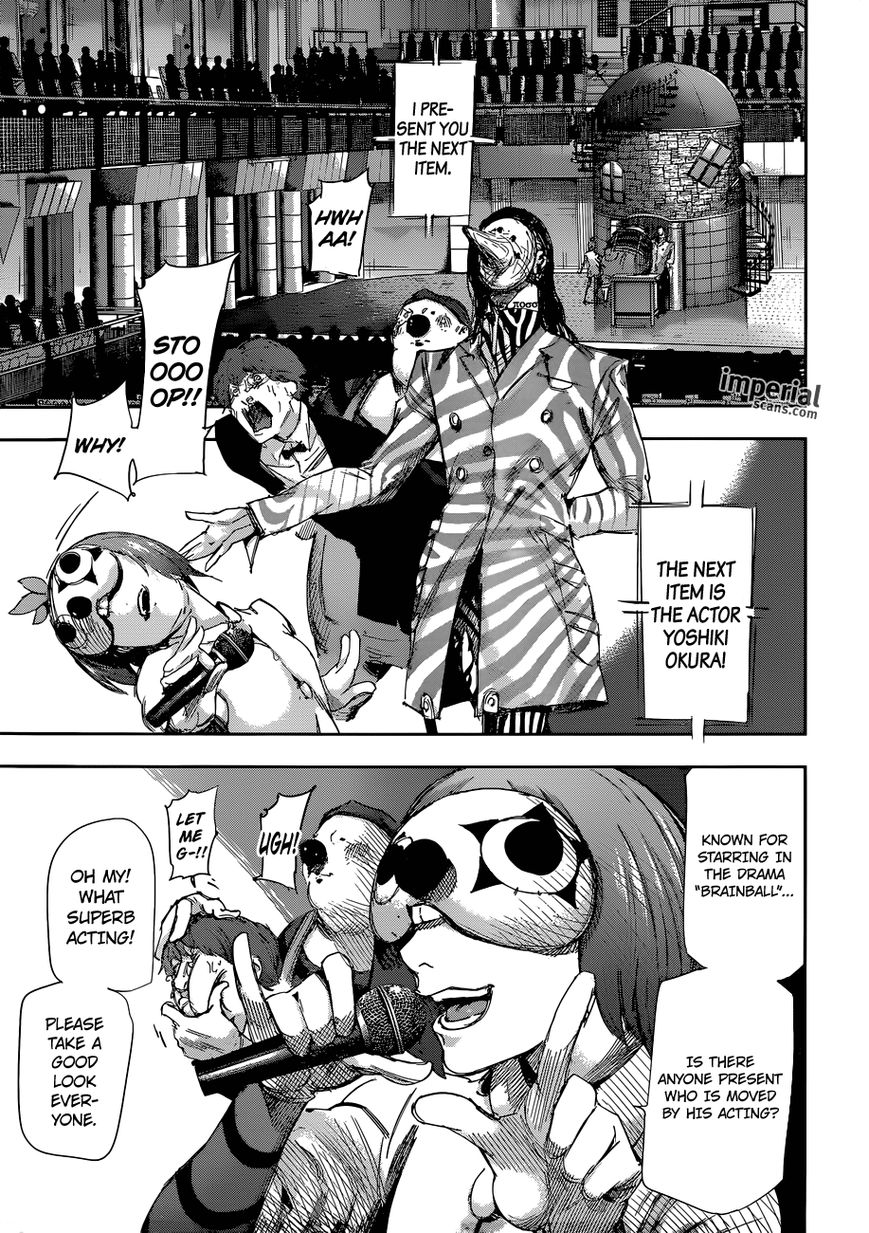 I PRE-
SENT YOU
THE NEXT
ITEM.
HWH
AA!
STO
OOO
OP!!
WHY!
imperial
scans.com
THE NEXT
ITEM IS
THE ACTOR
YOSHIKI
OKURA!
KNOWN FOR
STARRING IN
THE DRAMA
"BRAINBALL"...
IS THERE
ANYONE PRESENT
WHO IS MOVED
BY HIS ACTING?
UGH!
LET
ME
G-!!
OH MY!
WHAT
SUPERB
ACTING!
PLEASE
TAKE A
GOOD
LOOK
EVER-
YONE.